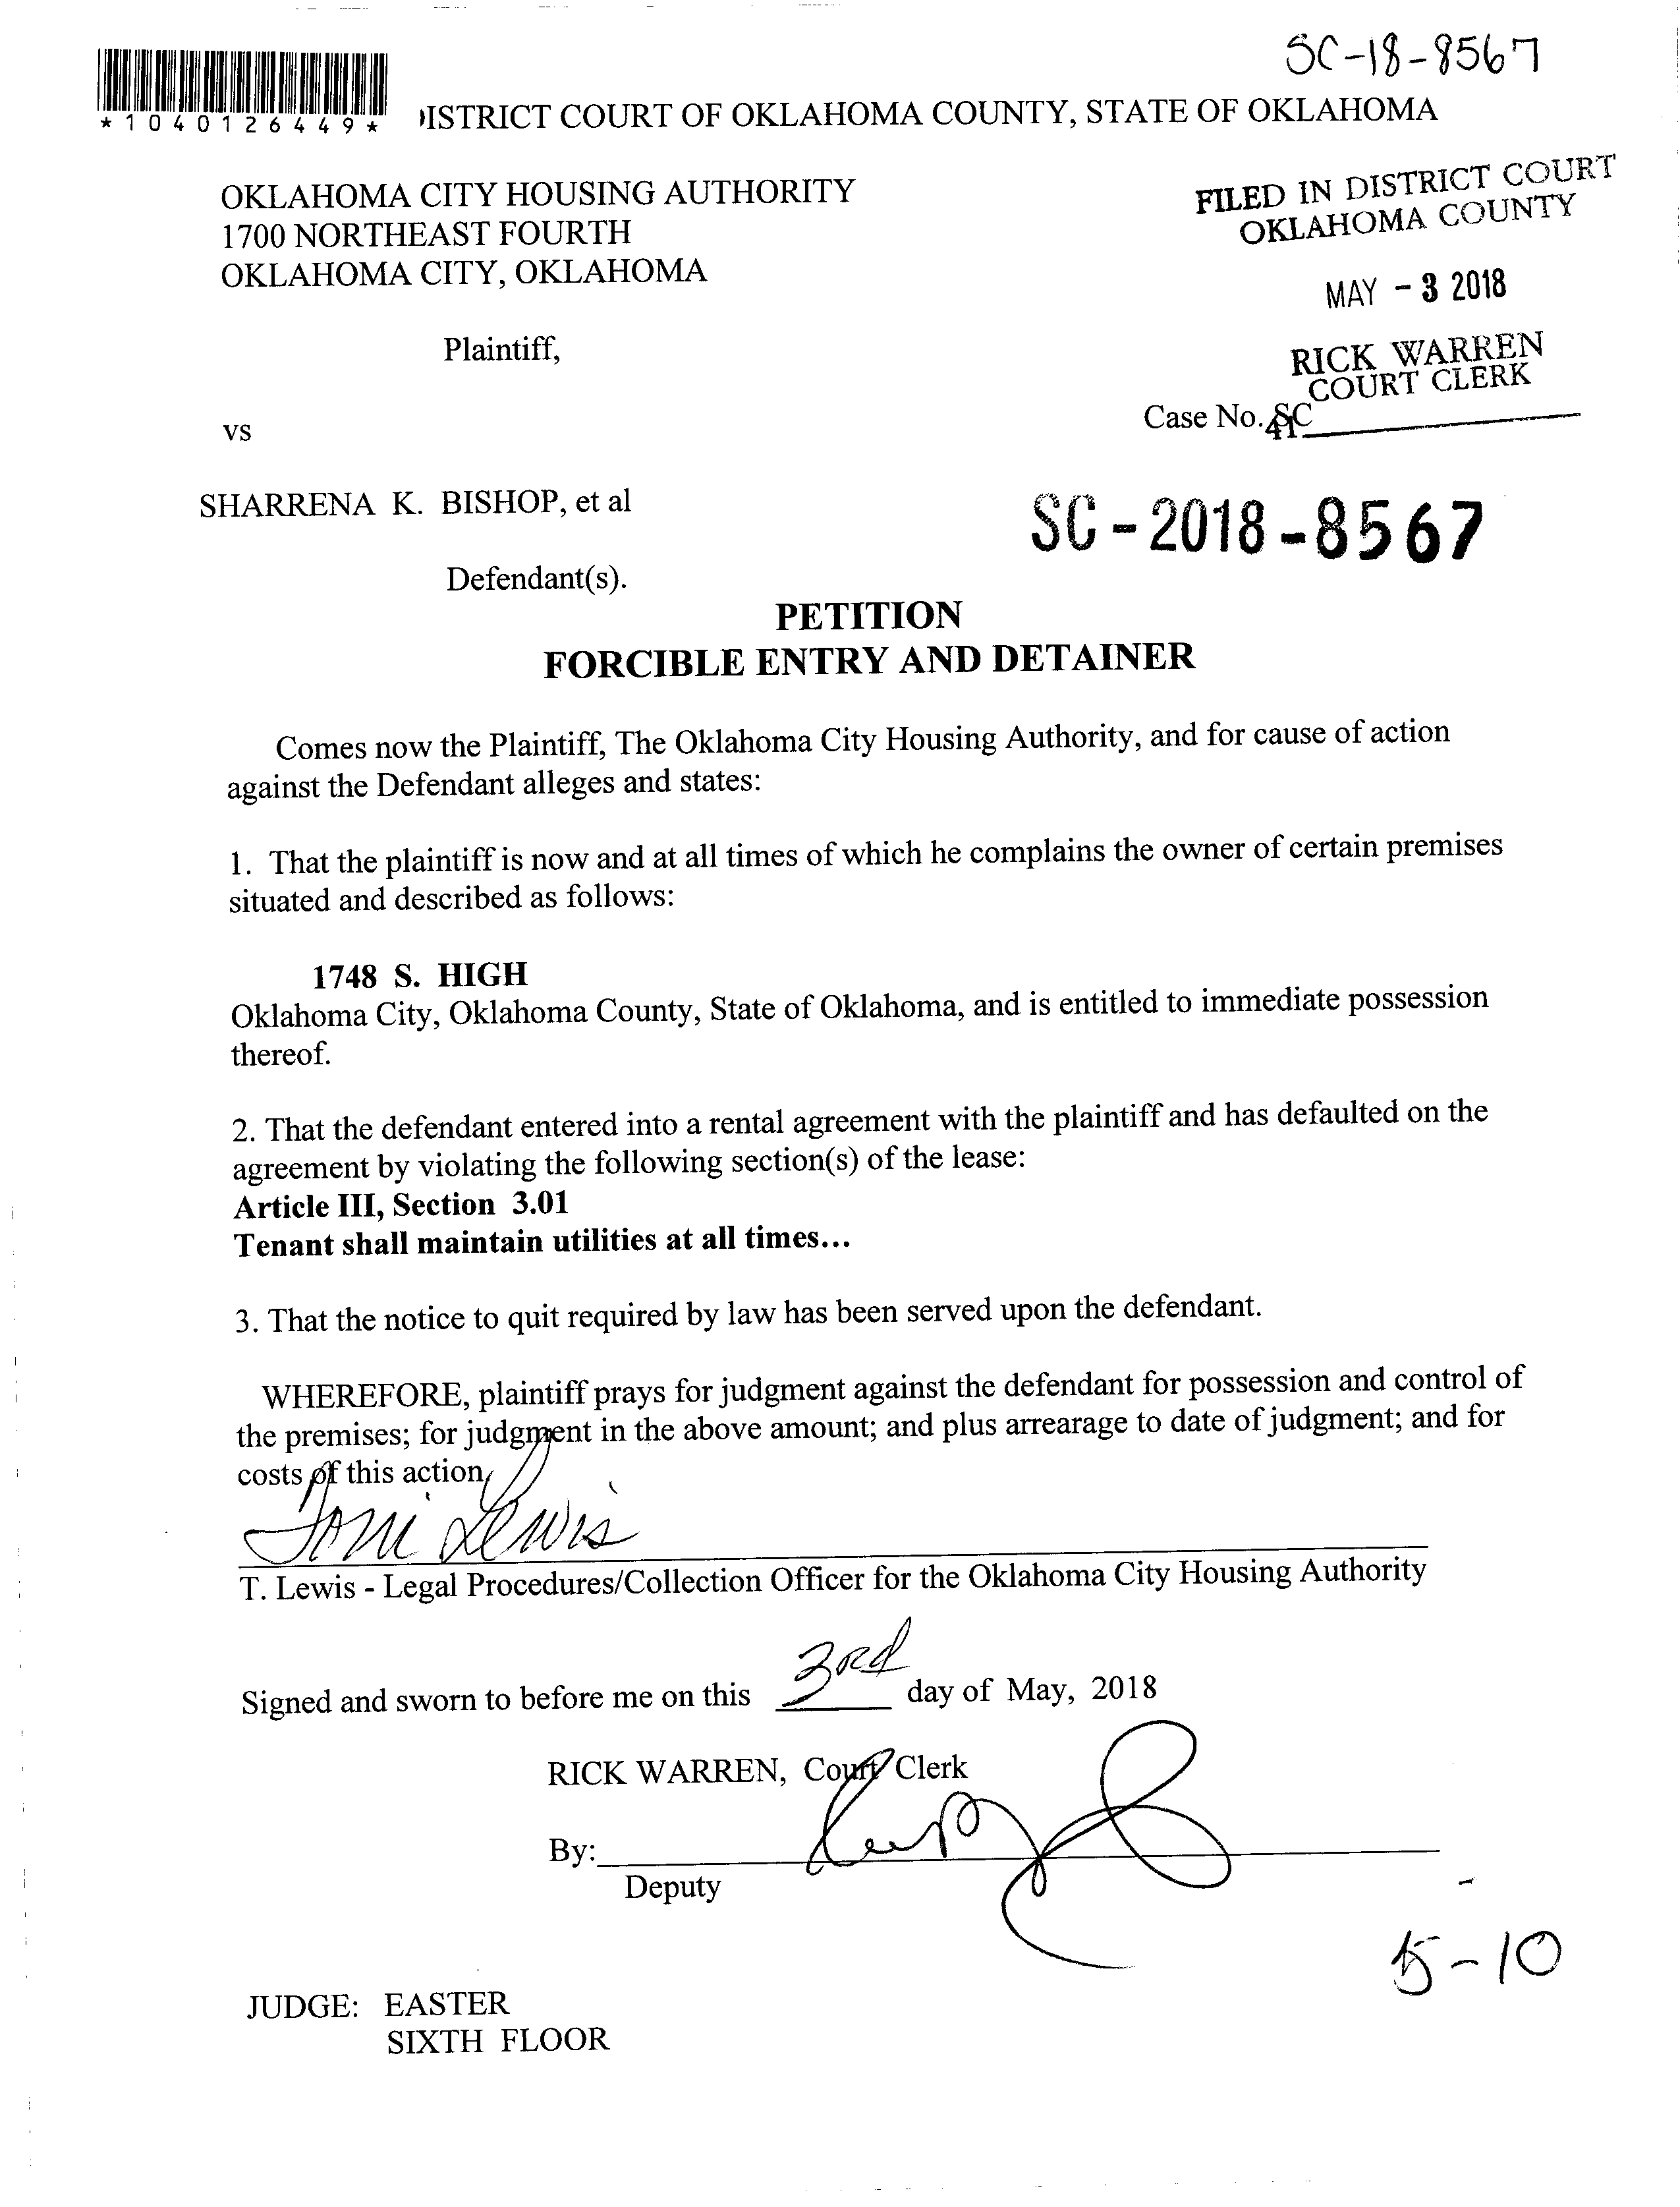 SC-18-8567
*1040126449*
ISTRICT COURT OF OKLAHOMA COUNTY, STATE OF OKLAHOMA
OKLAHOMA CITY HOUSING AUTHORITY
1700 NORTHEAST FOURTH
OKLAHOMA CITY, OKLAHOMA
FILED IN DISTRICT COURT
OKLAHOMA COUNTY
MAY - 3 2018
RICK WARREN
COURT CLERK
Plaintiff,
Case No. SC
41
vs
SHARRENA K. BISHOP, et al
SC-2018-8567
Defendant(s).
PETITION
FORCIBLE ENTRY AND DETAINER
Comes now the Plaintiff, The Oklahoma City Housing Authority, and for cause of action
against the Defendant alleges and states:
1. That the plaintiff is now and at all times of which he complains the owner of certain premises
situated and described as follows:
1748 S. HIGH
Oklahoma City, Oklahoma County, State of Oklahoma, and is entitled to immediate possession
thereof.
2. That the defendant entered into a rental agreement with the plaintiff and has defaulted on the
agreement by violating the following section(s) of the lease:
Article III, Section 3.01
Tenant shall maintain utilities at all times...
3. That the notice to quit required by law has been served upon the defendant.
WHEREFORE, plaintiff prays for judgment against the defendant for possession and control of
the premises; for judgment in the above amount; and plus arrearage to date of judgment; and for
costs of this action
Toni Lewis
T. Lewis - Legal Procedures/Collection Officer for the Oklahoma City Housing Authority
Signed and sworn to before me on this 3rd day of May, 2018
RICK WARREN, Court Clerk
By:
Deputy
5-10
JUDGE: EASTER
SIXTH FLOOR